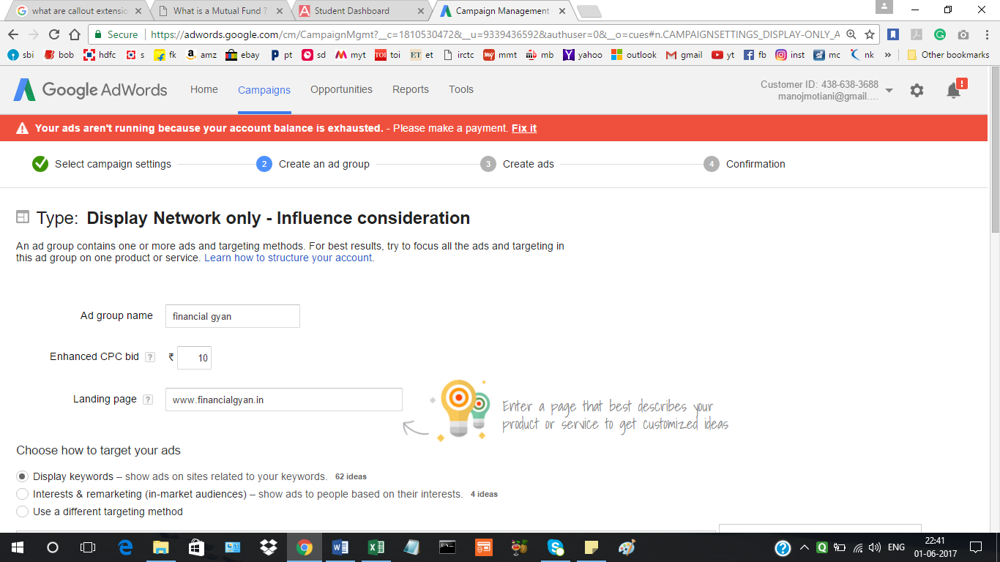 what are callout extensio
What is a Mutual Fund ?
Student Dashboard
Campaign Management
Secure
https://adwords.google.com/cm/CampaignMgmt?__c=1810530472&__u=9339436592&authuser=0&__o=cues#n.CAMPAIGNSETTINGS_DISPLAY-ONLY_A
sbi bob hdfc s fk amz ebay pt sd myt toi et irctc mmt mb yahoo outlook gmail yt fb inst mc nk » Other bookmarks
Google AdWords
Home Campaigns Opportunities Reports Tools
Customer ID: 438-638-3688
manojmotiani@gmail....
Your ads aren't running because your account balance is exhausted. - Please make a payment. Fix it
Select campaign settings
2 Create an ad group
3 Create ads
4 Confirmation
Type: Display Network only - Influence consideration
An ad group contains one or more ads and targeting methods. For best results, try to focus all the ads and targeting in
this ad group on one product or service. Learn how to structure your account.
Ad group name financial gyan
Enhanced CPC bid ? ₹ 10
Landing page ? www.financialgyan.in
Enter a page that best describes your
product or service to get customized ideas
Choose how to target your ads
Display keywords – show ads on sites related to your keywords. 62 ideas
Interests & remarketing (in-market audiences) – show ads to people based on their interests. 4 ideas
Use a different targeting method
ENG
22:41
01-06-2017